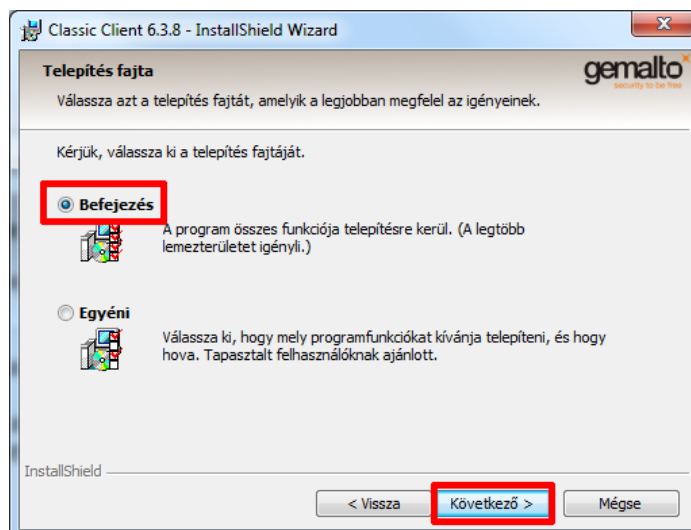 Classic Client 6.3.8 - InstallShield Wizard
Telepítés fajta
gemalto
security to be free
Válassza azt a telepítés fajtát, amelyik a legjobban megfelel az igényeinek.
Kérjük, válassza ki a telepítés fajtáját.
Befejezés
A program összes funkciója telepítésre kerül. (A legtöbb
lemezterületet igényli.)
Egyéni
Válassza ki, hogy mely programfunkciókat kívánja telepíteni, és hogy
hova. Tapasztalt felhasználóknak ajánlott.
InstallShield
< Vissza Következő > Mégse